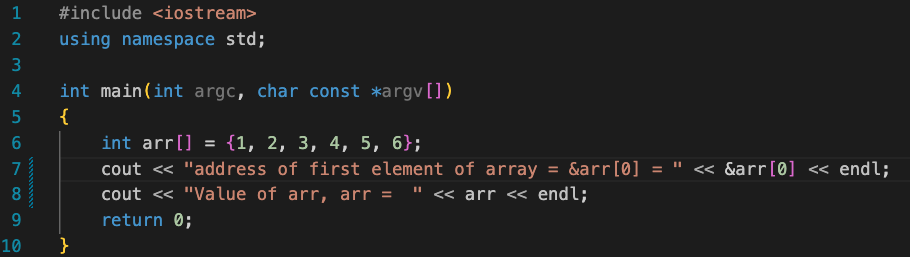 1 #include <iostream>
2 using namespace std;
3
4 int main(int argc, char const *argv[])
5 {
6 int arr[] = {1, 2, 3, 4, 5, 6};
7 cout << "address of first element of array = &arr[0] = " << &arr[0] << endl;
8 cout << "Value of arr, arr =  " << arr << endl;
9 return 0;
10 }